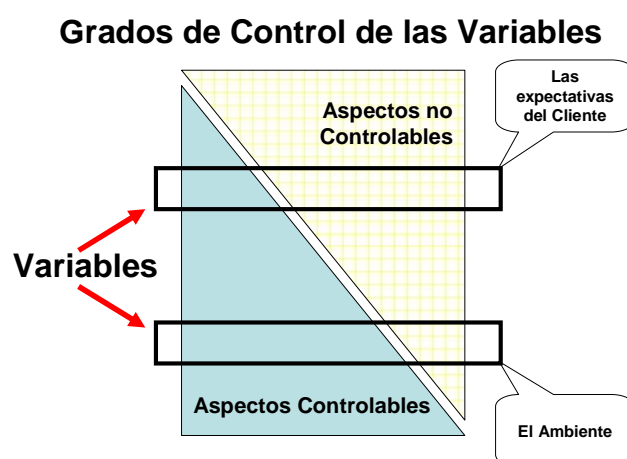 Grados de Control de las Variables
Las
expectativas
del Cliente
Aspectos no
Controlables
Variables
Aspectos Controlables
El Ambiente